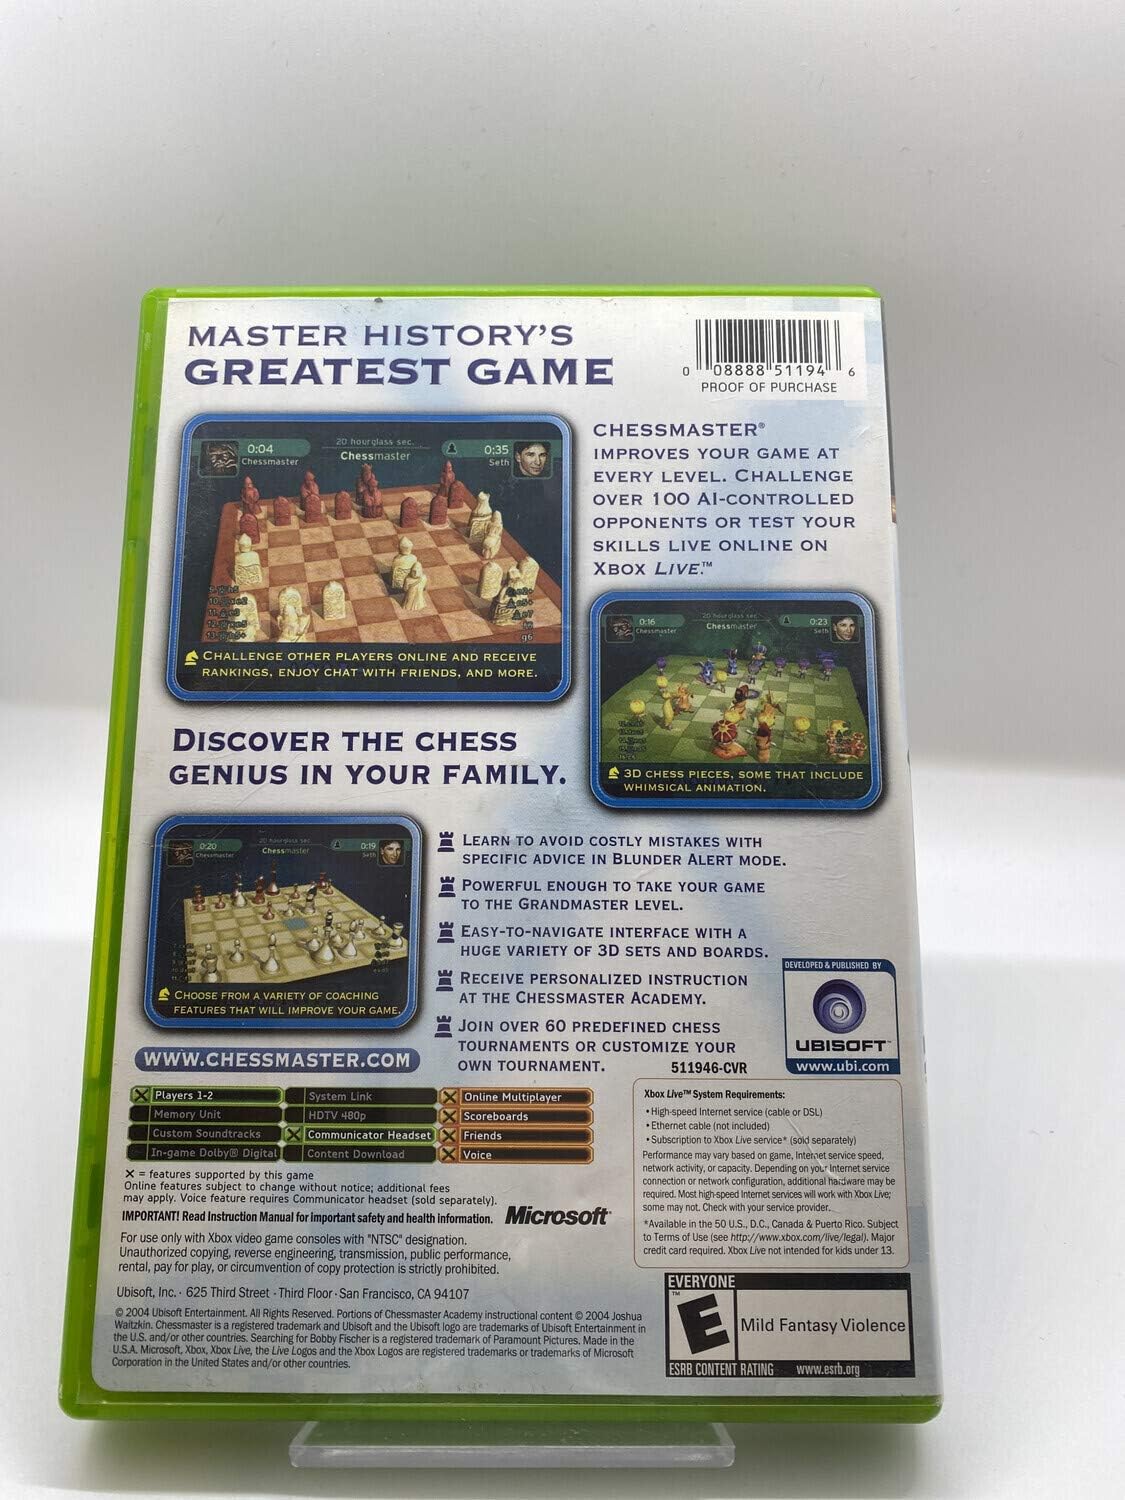 MASTER HISTORY'S
GREATEST GAME
0 08888 51194 6
PROOF OF PURCHASE
0:04
Chessmaster
20 hourglass sec.
Chessmaster
0:35
Seth
CHALLENGE OTHER PLAYERS ONLINE AND RECEIVE
RANKINGS, ENJOY CHAT WITH FRIENDS, AND MORE.
CHESSMASTER®
IMPROVES YOUR GAME AT
EVERY LEVEL. CHALLENGE
OVER 100 AI-CONTROLLED
OPPONENTS OR TEST YOUR
SKILLS LIVE ONLINE ON
XBOX LIVE.™
0:16
Chessmaster
20 hourglass sec.
Chessmaster
0:23
Seth
3D CHESS PIECES, SOME THAT INCLUDE
WHIMSICAL ANIMATION.
DISCOVER THE CHESS
GENIUS IN YOUR FAMILY.
0:20
Chessmaster
20 hourglass sec.
Chessmaster
0:19
Seth
CHOOSE FROM A VARIETY OF COACHING
FEATURES THAT WILL IMPROVE YOUR GAME.
WWW.CHESSMASTER.COM
LEARN TO AVOID COSTLY MISTAKES WITH
SPECIFIC ADVICE IN BLUNDER ALERT MODE.
POWERFUL ENOUGH TO TAKE YOUR GAME
TO THE GRANDMASTER LEVEL.
EASY-TO-NAVIGATE INTERFACE WITH A
HUGE VARIETY OF 3D SETS AND BOARDS.
RECEIVE PERSONALIZED INSTRUCTION
AT THE CHESSMASTER ACADEMY.
JOIN OVER 60 PREDEFINED CHESS
TOURNAMENTS OR CUSTOMIZE YOUR
OWN TOURNAMENT.
511946-CVR
DEVELOPED & PUBLISHED BY
UBISOFT™
www.ubi.com
Players 1-2
System Link
Online Multiplayer
Memory Unit
HDTV 480p
Scoreboards
Custom Soundtracks
Communicator Headset
Friends
In-game Dolby® Digital
Content Download
Voice
X = features supported by this game
Online features subject to change without notice; additional fees
may apply. Voice feature requires Communicator headset (sold separately).
IMPORTANT! Read Instruction Manual for important safety and health information.
Microsoft®
For use only with Xbox video game consoles with "NTSC" designation.
Unauthorized copying, reverse engineering, transmission, public performance,
rental, pay for play, or circumvention of copy protection is strictly prohibited.
Ubisoft, Inc. · 625 Third Street · Third Floor · San Francisco, CA 94107
© 2004 Ubisoft Entertainment. All Rights Reserved. Portions of Chessmaster Academy instructional content © 2004 Joshua
Waitzkin. Chessmaster is a registered trademark and Ubisoft and the Ubisoft logo are trademarks of Ubisoft Entertainment in
the U.S. and/or other countries. Searching for Bobby Fischer is a registered trademark of Paramount Pictures. Made in the
U.S.A. Microsoft, Xbox, Xbox Live, the Live Logos and the Xbox Logos are registered trademarks or trademarks of Microsoft
Corporation in the United States and/or other countries.
Xbox Live™ System Requirements:
• High-speed Internet service (cable or DSL)
• Ethernet cable (not included)
• Subscription to Xbox Live service* (sold separately)
Performance may vary based on game, Internet service speed,
network activity, or capacity. Depending on your Internet service
connection or network configuration, additional hardware may be
required. Most high-speed Internet services will work with Xbox Live;
some may not. Check with your service provider.
*Available in the 50 U.S., D.C., Canada & Puerto Rico. Subject
to Terms of Use (see http://www.xbox.com/live/legal). Major
credit card required. Xbox Live not intended for kids under 13.
EVERYONE
™
E
Mild Fantasy Violence
ESRB CONTENT RATING www.esrb.org